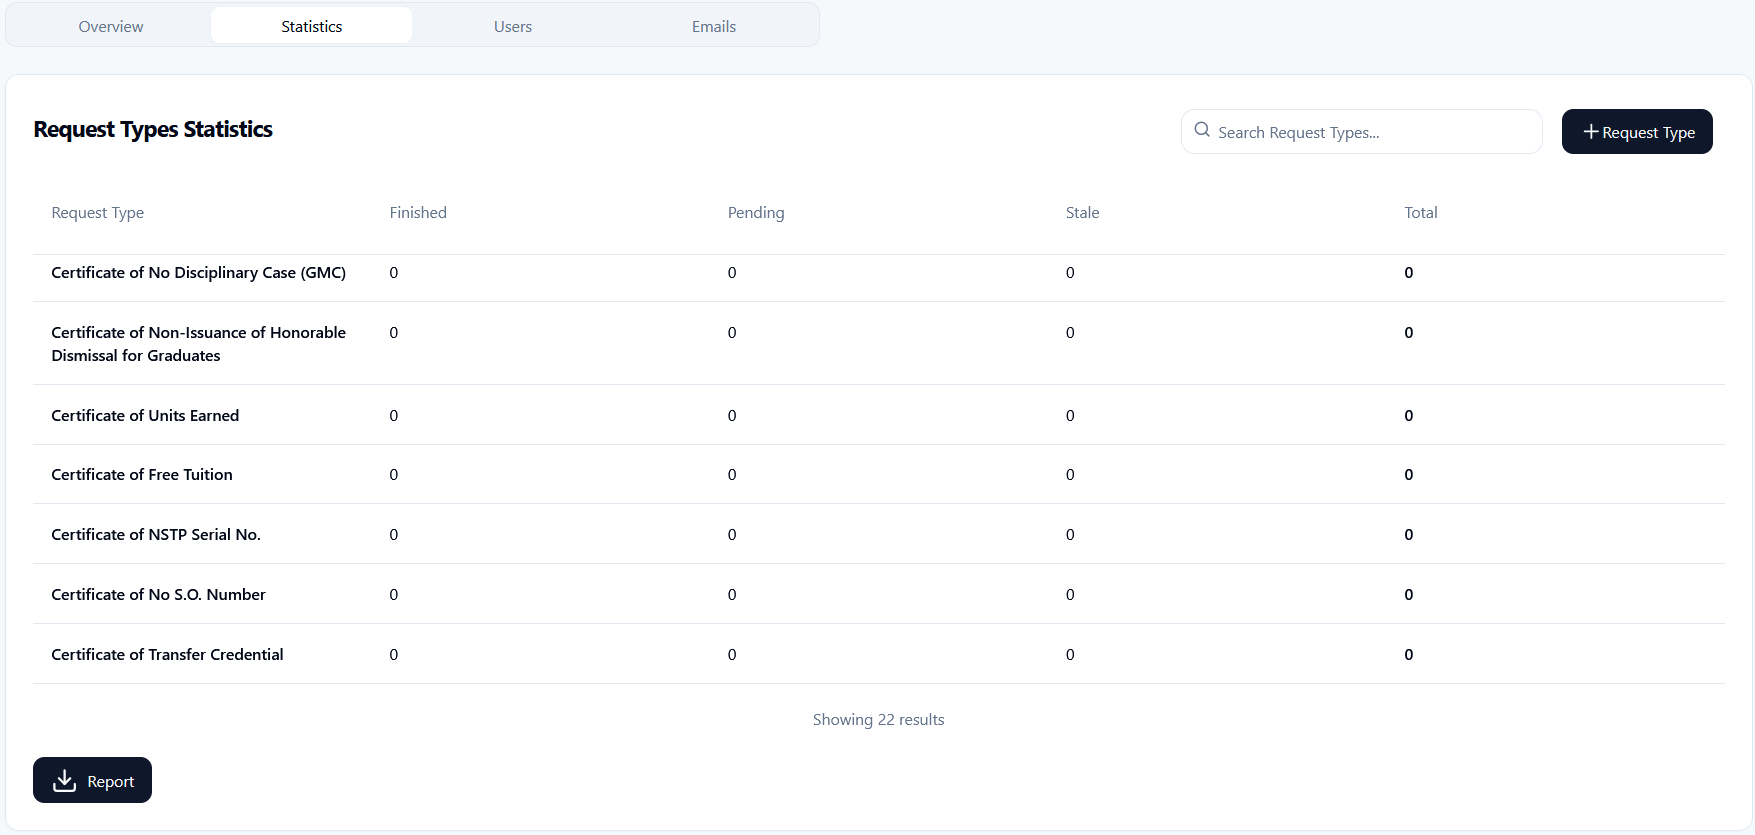 Overview Statistics Users Emails
Request Types Statistics
Search Request Types...
Request Type
Request Type Finished Pending Stale Total
Certificate of No Disciplinary Case (GMC) 0 0 0 0
Certificate of Non-Issuance of Honorable 0 0 0 0
Dismissal for Graduates
Certificate of Units Earned 0 0 0 0
Certificate of Free Tuition 0 0 0 0
Certificate of NSTP Serial No. 0 0 0 0
Certificate of No S.O. Number 0 0 0 0
Certificate of Transfer Credential 0 0 0 0
Showing 22 results
Report